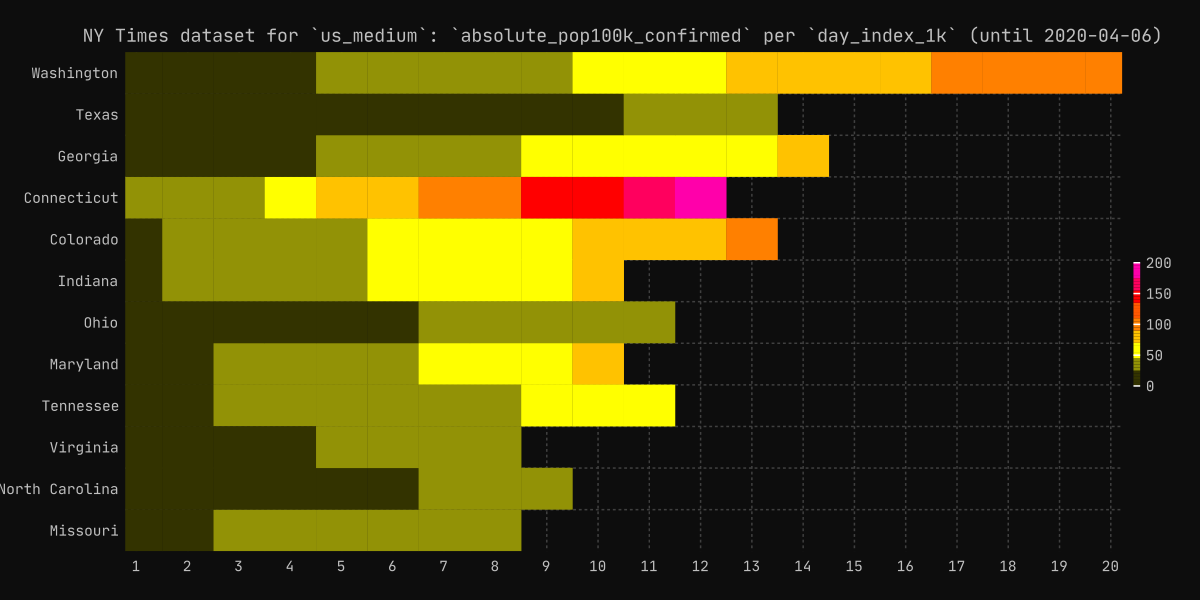 NY Times dataset for `us_medium`: `absolute_pop100k_confirmed` per `day_index_1k` (until 2020-04-06)
Washington
Texas
Georgia
Connecticut
Colorado
Indiana
Ohio
Maryland
Tennessee
Virginia
North Carolina
Missouri
200
150
100
50
0
1 2 3 4 5 6 7 8 9 10 11 12 13 14 15 16 17 18 19 20